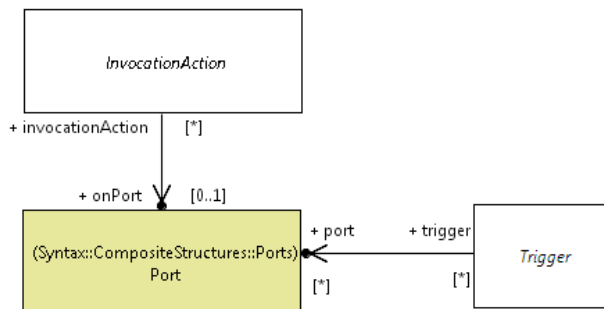 InvocationAction
+ invocationAction [*]
+ onPort [0..1]
(Syntax::CompositeStructures::Ports)
Port
+ port + trigger
[*] [*]
Trigger